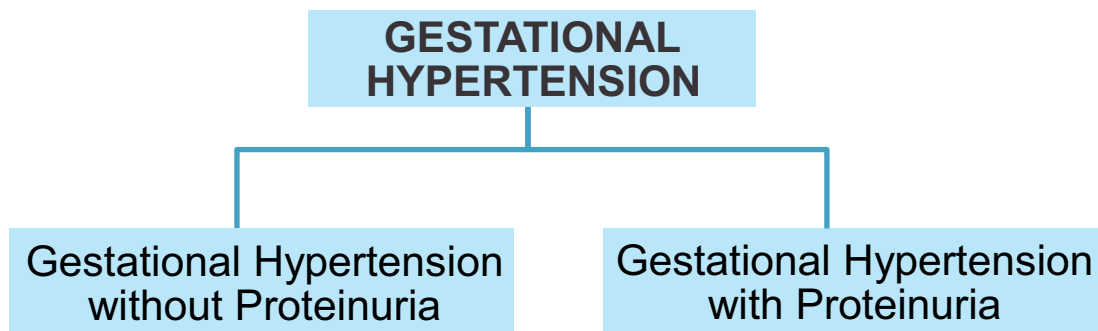 GESTATIONAL
HYPERTENSION
Gestational Hypertension
without Proteinuria
Gestational Hypertension
with Proteinuria